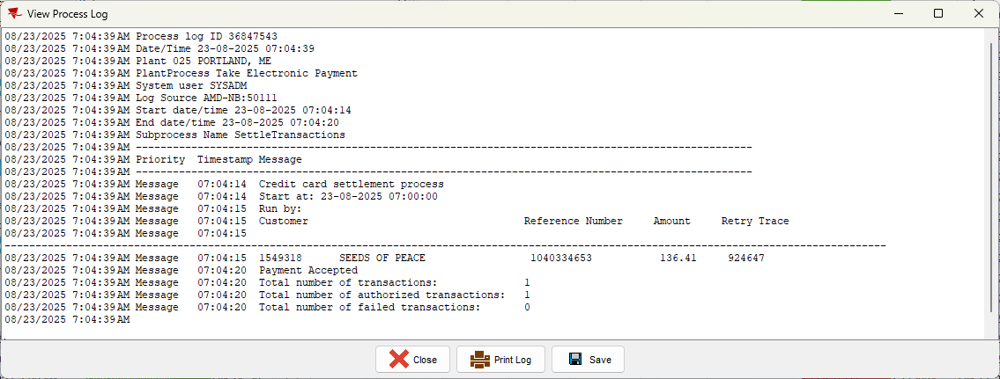 View Process Log
08/23/2025 7:04:39AM Process log ID 36847543
08/23/2025 7:04:39AM Date/Time 23-08-2025 07:04:39
08/23/2025 7:04:39AM Plant 025 PORTLAND, ME
08/23/2025 7:04:39AM PlantProcess Take Electronic Payment
08/23/2025 7:04:39AM System user SYSADM
08/23/2025 7:04:39AM Log Source AMD-NB:50111
08/23/2025 7:04:39AM Start date/time 23-08-2025 07:04:14
08/23/2025 7:04:39AM End date/time 23-08-2025 07:04:20
08/23/2025 7:04:39AM Subprocess Name SettleTransactions
08/23/2025 7:04:39AM ----------------------------------------------------------------------------------------------------
08/23/2025 7:04:39AM Priority  Timestamp Message
08/23/2025 7:04:39AM ----------------------------------------------------------------------------------------------------
08/23/2025 7:04:39AM Message   07:04:14  Credit card settlement process
08/23/2025 7:04:39AM Message   07:04:14  Start at: 23-08-2025 07:00:00
08/23/2025 7:04:39AM Message   07:04:15  Run by:
08/23/2025 7:04:39AM Message   07:04:15  Customer                                   Reference Number     Amount     Retry Trace
08/23/2025 7:04:39AM Message   07:04:15
-----------------------------------------------------------------------------------------------------------------------------------------------
08/23/2025 7:04:39AM Message   07:04:15  1549318      SEEDS OF PEACE                 1040334653           136.41     924647
08/23/2025 7:04:39AM Message   07:04:20  Payment Accepted
08/23/2025 7:04:39AM Message   07:04:20  Total number of transactions:              1
08/23/2025 7:04:39AM Message   07:04:20  Total number of authorized transactions:   1
08/23/2025 7:04:39AM Message   07:04:20  Total number of failed transactions:       0
08/23/2025 7:04:39AM
Close Print Log Save